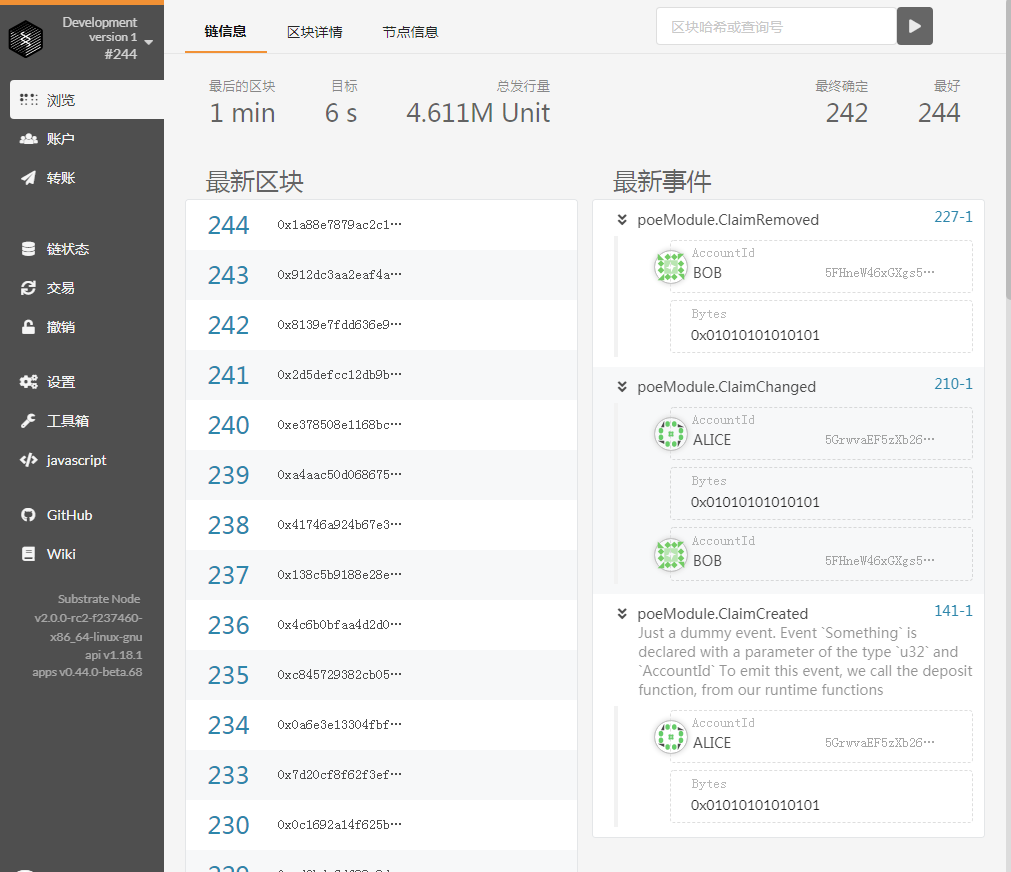 Development
version 1
#244
浏览
账户
转账
链状态
交易
撤销
设置
工具箱
javascript
GitHub
Wiki
Substrate Node
v2.0.0-rc2-f237460-
x86_64-linux-gnu
api v1.18.1
apps v0.44.0-beta.68
链信息 区块详情 节点信息
区块哈希或查询号
最后的区块 目标 总发行量 最终确定 最好
1 min 6 s 4.611M Unit 242 244
最新区块
244 0x1a88e7879ac2c1…
243 0x912dc3aa2eaf4a…
242 0x8139e7fdd636e9…
241 0x2d5defcc12db9b…
240 0xe378508e1168bc…
239 0xa4aac50d068675…
238 0x41746a924b67e3…
237 0x138c5b9188e28e…
236 0x4c6b0bfaa4d2d0…
235 0xc845729382cb05…
234 0x0a6e3e13304fbf…
233 0x7d20cf8f62f3ef…
230 0x0c1692a14f625b…
最新事件
poeModule.ClaimRemoved 227-1
AccountId
BOB 5FHneW46xGXgs5…
Bytes
0x01010101010101
poeModule.ClaimChanged 210-1
AccountId
ALICE 5GrwvaEF5zXb26…
Bytes
0x01010101010101
AccountId
BOB 5FHneW46xGXgs5…
poeModule.ClaimCreated 141-1
Just a dummy event. Event `Something` is
declared with a parameter of the type `u32` and
`AccountId` To emit this event, we call the deposit
function, from our runtime functions
AccountId
ALICE 5GrwvaEF5zXb26…
Bytes
0x01010101010101